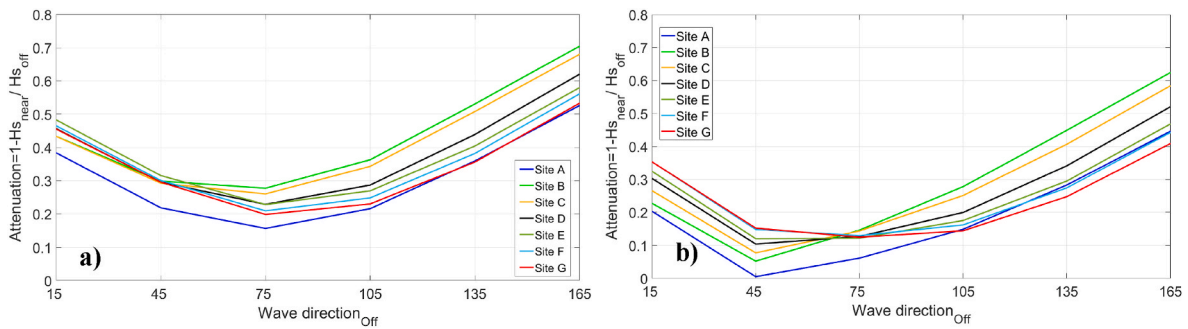 0.8
0.7
0.6
0.5
0.4
0.3
0.2
0.1
0
Attenuation=1-Hs_near/ Hs_off
15 45 75 105 135 165
Wave direction_Off
a)
Site A
Site B
Site C
Site D
Site E
Site F
Site G
0.8
0.7
0.6
0.5
0.4
0.3
0.2
0.1
0
Attenuation=1-Hs_near/ Hs_off
15 45 75 105 135 165
Wave direction_Off
b)
Site A
Site B
Site C
Site D
Site E
Site F
Site G